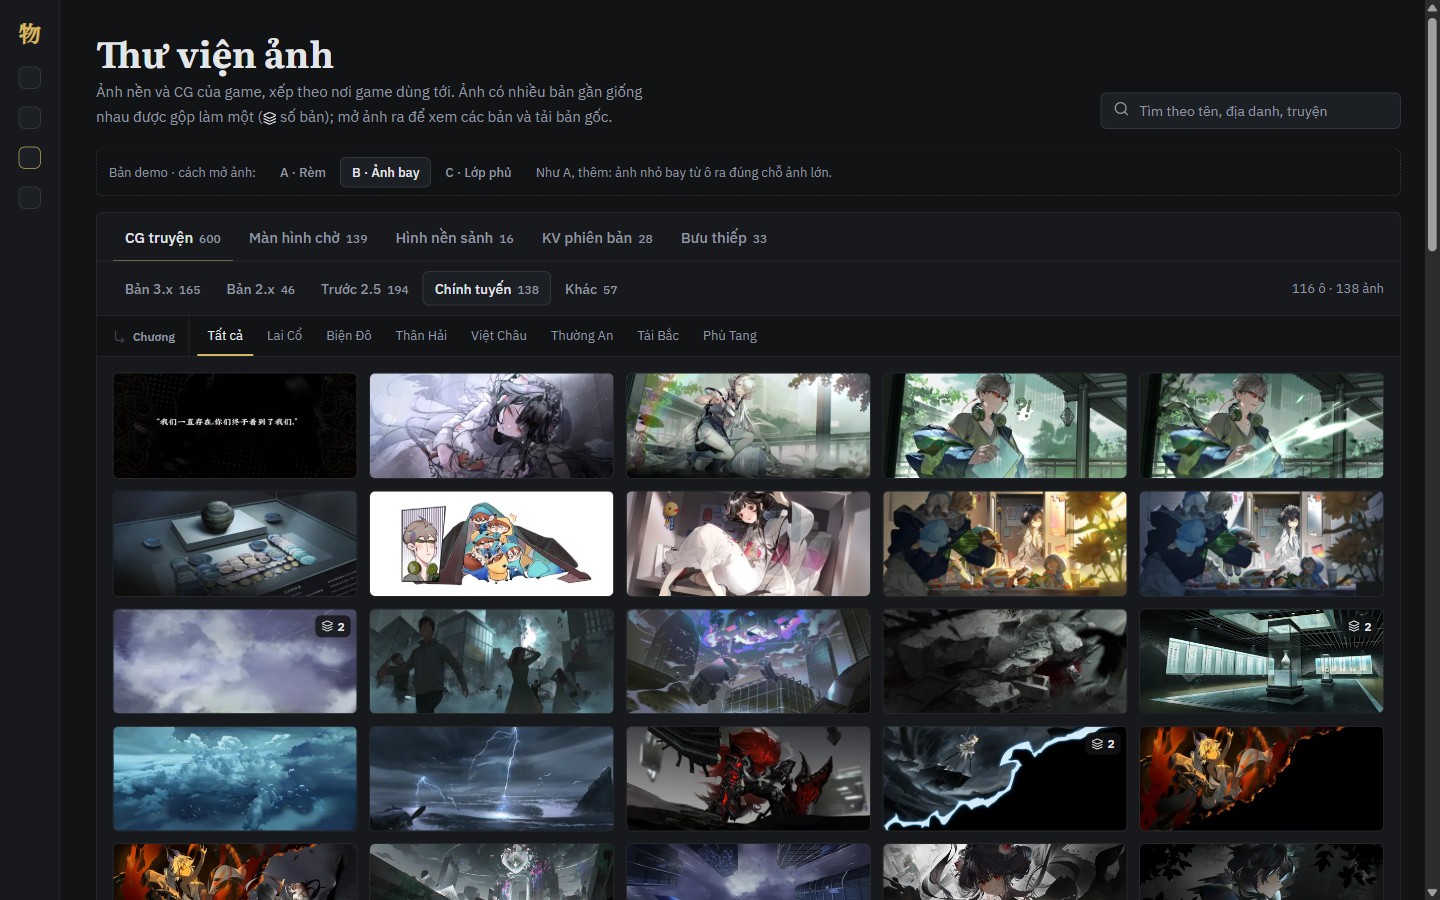 物
Thư viện ảnh
Ảnh nền và CG của game, xếp theo nơi game dùng tới. Ảnh có nhiều bản gần giống
nhau được gộp làm một (số bản); mở ảnh ra để xem các bản và tải bản gốc.
Tìm theo tên, địa danh, truyện
Bản demo · cách mở ảnh: A · Rèm B · Ảnh bay C · Lớp phủ Như A, thêm: ảnh nhỏ bay từ ô ra đúng chỗ ảnh lớn.
CG truyện 600 Màn hình chờ 139 Hình nền sảnh 16 KV phiên bản 28 Bưu thiếp 33
Bản 3.x 165 Bản 2.x 46 Trước 2.5 194 Chính tuyến 138 Khác 57 116 ô · 138 ảnh
Chương Tất cả Lai Cổ Biện Đô Thân Hải Việt Châu Thường An Tái Bắc Phù Tang
"我们一直存在,你们终于看到了我们."
?!
2
2
2